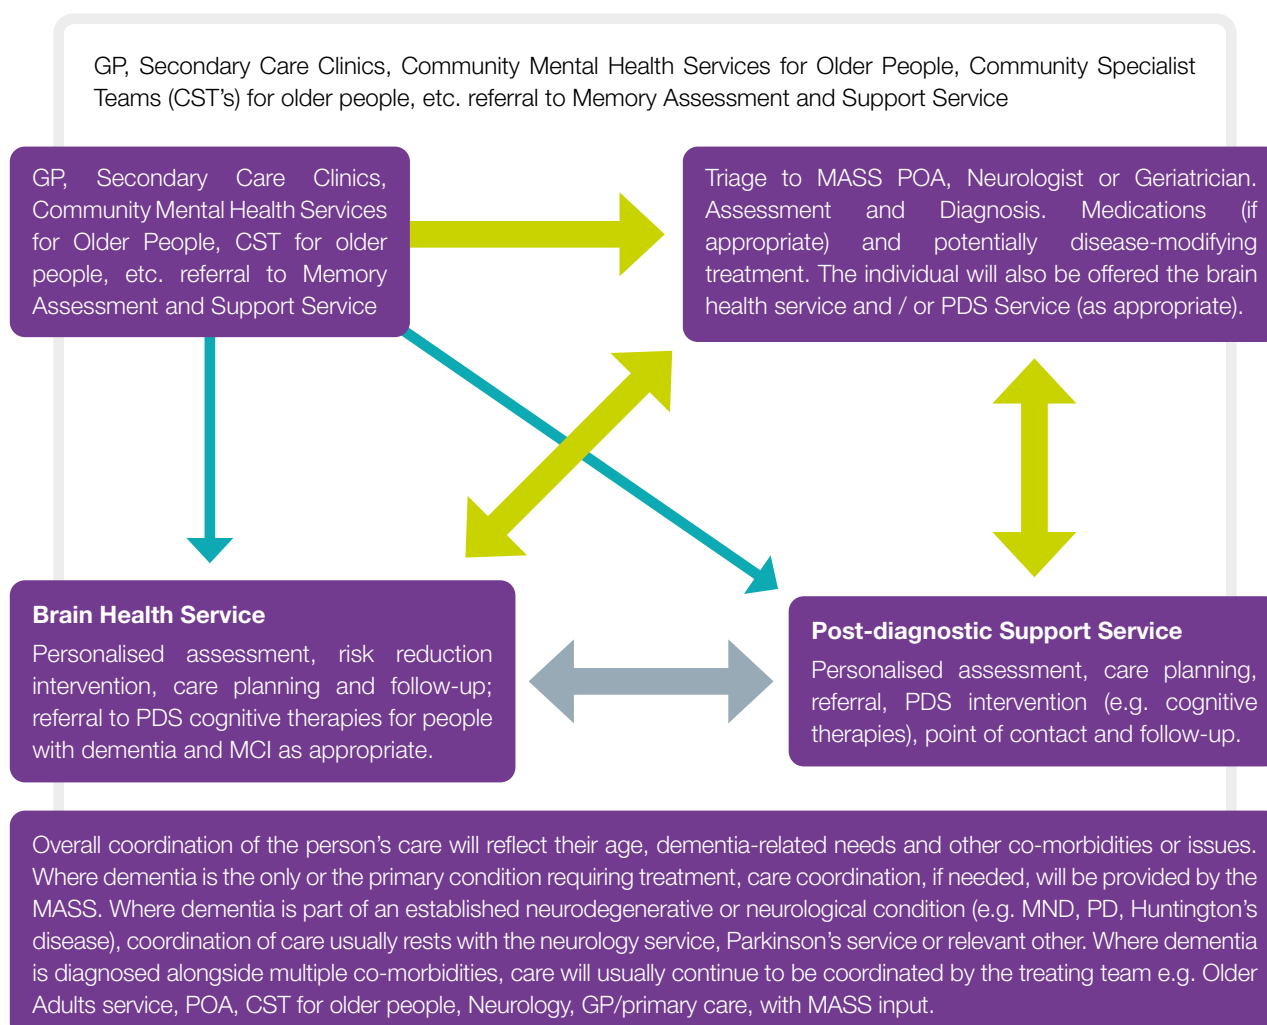 GP, Secondary Care Clinics, Community Mental Health Services for Older People, Community Specialist
Teams (CST’s) for older people, etc. referral to Memory Assessment and Support Service
GP, Secondary Care Clinics,
Community Mental Health Services
for Older People, CST for older
people, etc. referral to Memory
Assessment and Support Service
Triage to MASS POA, Neurologist or Geriatrician.
Assessment and Diagnosis. Medications (if
appropriate) and potentially disease-modifying
treatment. The individual will also be offered the brain
health service and / or PDS Service (as appropriate).
Brain Health Service
Personalised assessment, risk reduction
intervention, care planning and follow-up;
referral to PDS cognitive therapies for people
with dementia and MCI as appropriate.
Post-diagnostic Support Service
Personalised assessment, care planning,
referral, PDS intervention (e.g. cognitive
therapies), point of contact and follow-up.
Overall coordination of the person’s care will reflect their age, dementia-related needs and other co-morbidities or issues.
Where dementia is the only or the primary condition requiring treatment, care coordination, if needed, will be provided by the
MASS. Where dementia is part of an established neurodegenerative or neurological condition (e.g. MND, PD, Huntington’s
disease), coordination of care usually rests with the neurology service, Parkinson’s service or relevant other. Where dementia
is diagnosed alongside multiple co-morbidities, care will usually continue to be coordinated by the treating team e.g. Older
Adults service, POA, CST for older people, Neurology, GP/primary care, with MASS input.